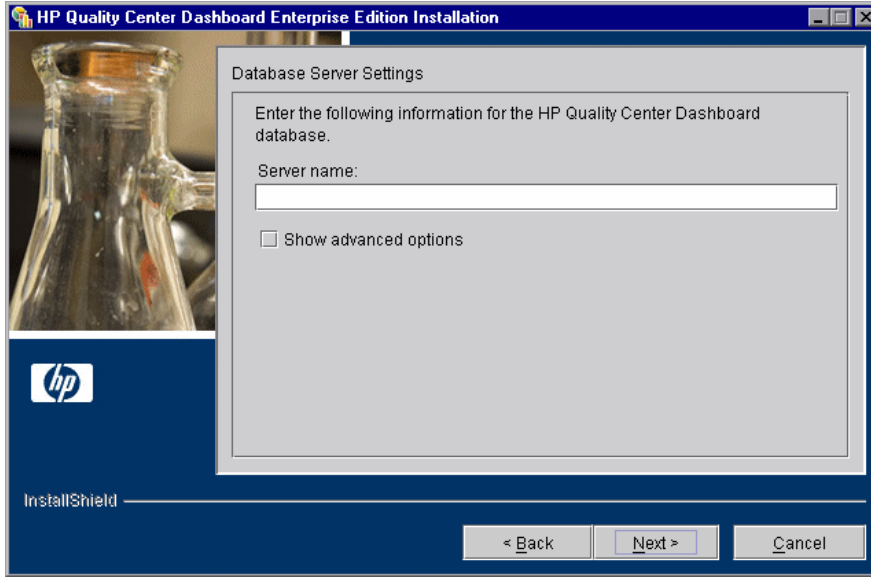 HP Quality Center Dashboard Enterprise Edition Installation
Database Server Settings
Enter the following information for the HP Quality Center Dashboard
database.
Server name:
Show advanced options
hp
InstallShield
< Back
Next >
Cancel